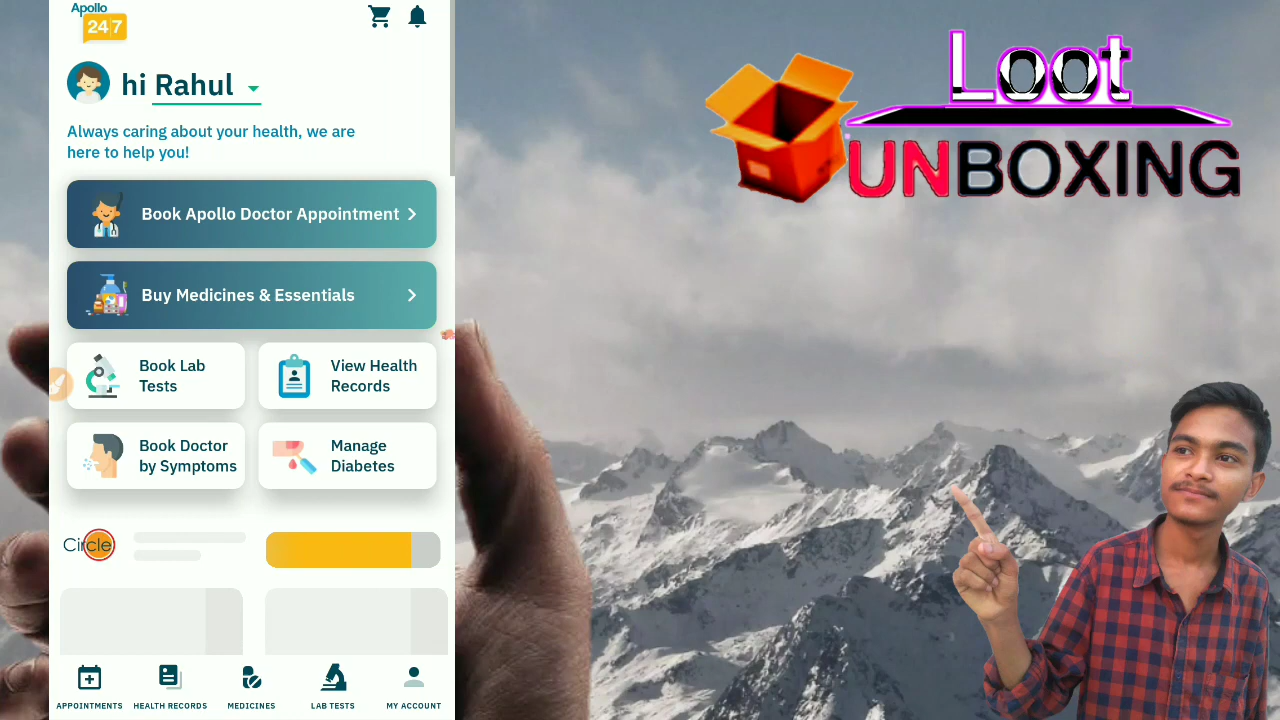 Apollo
24|7
hi Rahul
Always caring about your health, we are
here to help you!
Book Apollo Doctor Appointment
Buy Medicines & Essentials
Book Lab
Tests
View Health
Records
Book Doctor
by Symptoms
Manage
Diabetes
Circle
APPOINTMENTS
HEALTH RECORDS
MEDICINES
LAB TESTS
MY ACCOUNT
Loot
UNBOXING